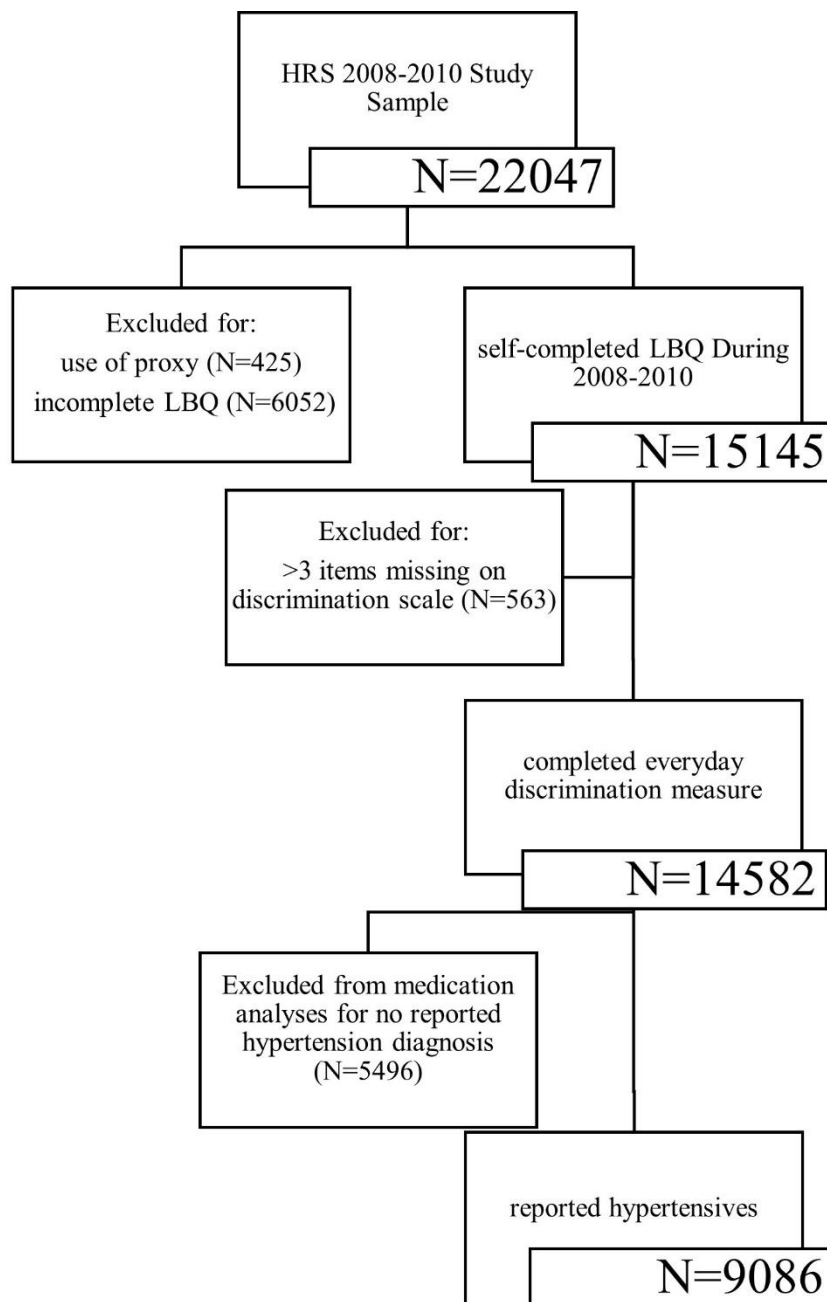 HRS 2008-2010 Study
Sample
N=22047
Excluded for:
use of proxy (N=425)
incomplete LBQ (N=6052)
self-completed LBQ During
2008-2010
N=15145
Excluded for:
>3 items missing on
discrimination scale (N=563)
completed everyday
discrimination measure
N=14582
Excluded from medication
analyses for no reported
hypertension diagnosis
(N=5496)
reported hypertensives
N=9086